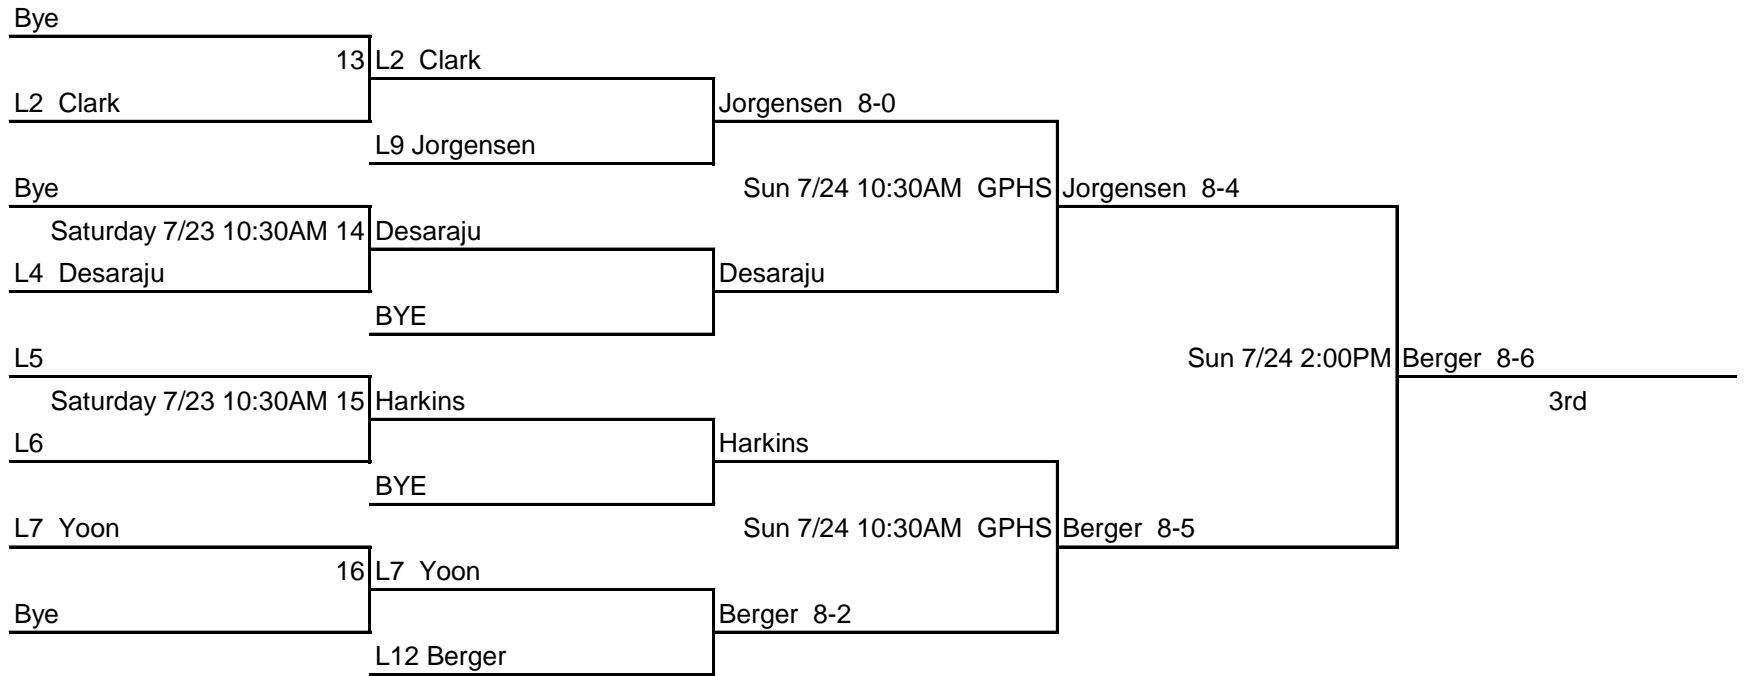 Bye
13 L2 Clark
L2 Clark
Jorgensen 8-0
L9 Jorgensen
Bye
Sun 7/24 10:30AM GPHS Jorgensen 8-4
Saturday 7/23 10:30AM 14 Desaraju
L4 Desaraju
Desaraju
BYE
L5
Sun 7/24 2:00PM Berger 8-6
Saturday 7/23 10:30AM 15 Harkins
3rd
L6
Harkins
BYE
L7 Yoon
Sun 7/24 10:30AM GPHS Berger 8-5
16 L7 Yoon
Bye
Berger 8-2
L12 Berger